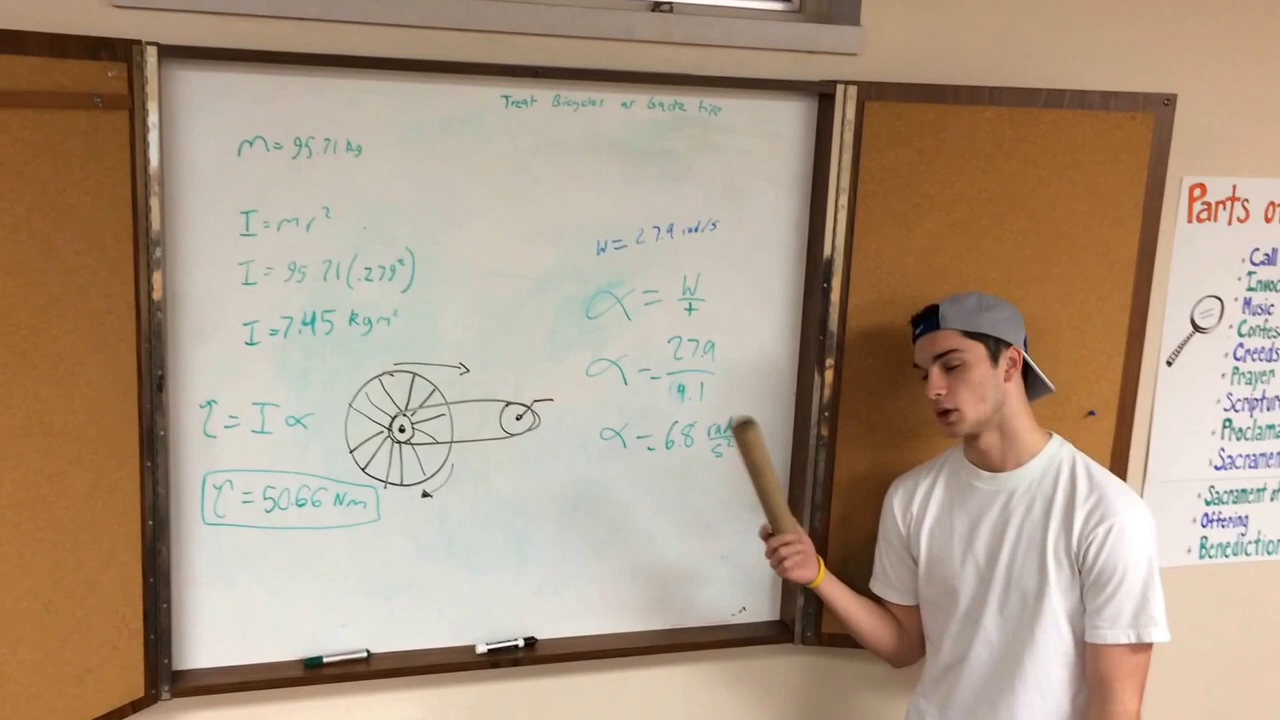 Treat Bicycles as back tire
m = 95.71 kg
I = mr²
I = 95.71(.279²)
I = 7.45 kgm²
τ = I α
τ = 50.66 Nm
w = 27.9 rad/s
α = w/t
α = 27.9/4.1
α = 6.8 rad/s²
Parts of
· Call
· Invoc
· Music
· Confes
· Creeds
· Prayer
· Scriptur
· Proclama
· Sacramen
· Sacrament of
· Offering
· Benediction